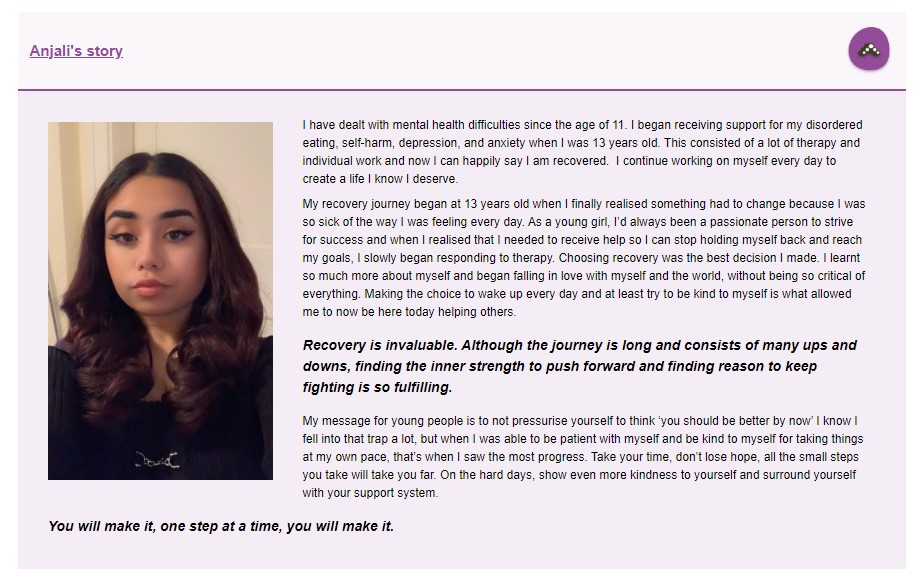 Anjali's story
I have dealt with mental health difficulties since the age of 11. I began receiving support for my disordered
eating, self-harm, depression, and anxiety when I was 13 years old. This consisted of a lot of therapy and
individual work and now I can happily say I am recovered.  I continue working on myself every day to
create a life I know I deserve.
My recovery journey began at 13 years old when I finally realised something had to change because I was
so sick of the way I was feeling every day. As a young girl, I’d always been a passionate person to strive
for success and when I realised that I needed to receive help so I can stop holding myself back and reach
my goals, I slowly began responding to therapy. Choosing recovery was the best decision I made. I learnt
so much more about myself and began falling in love with myself and the world, without being so critical of
everything. Making the choice to wake up every day and at least try to be kind to myself is what allowed
me to now be here today helping others.
Recovery is invaluable. Although the journey is long and consists of many ups and
downs, finding the inner strength to push forward and finding reason to keep
fighting is so fulfilling.
My message for young people is to not pressurise yourself to think ‘you should be better by now’ I know I
fell into that trap a lot, but when I was able to be patient with myself and be kind to myself for taking things
at my own pace, that’s when I saw the most progress. Take your time, don’t lose hope, all the small steps
you take will take you far. On the hard days, show even more kindness to yourself and surround yourself
with your support system.
You will make it, one step at a time, you will make it.